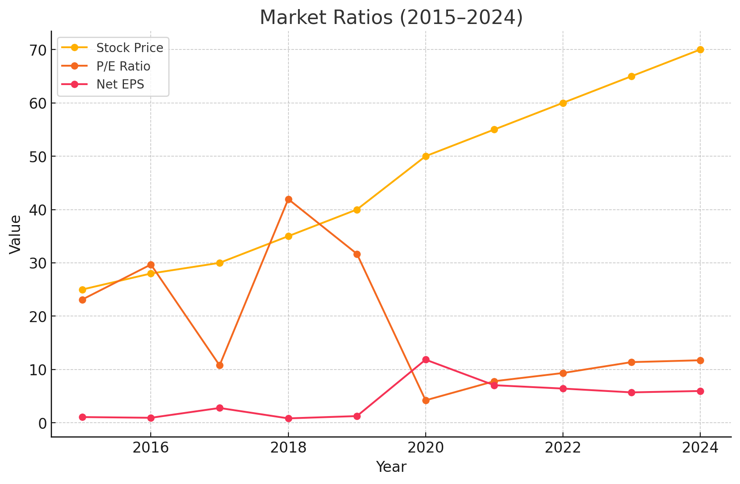 Market Ratios (2015–2024)
Stock Price
P/E Ratio
Net EPS
70
60
50
40
30
20
10
0
Value
2016
2018
2020
2022
2024
Year